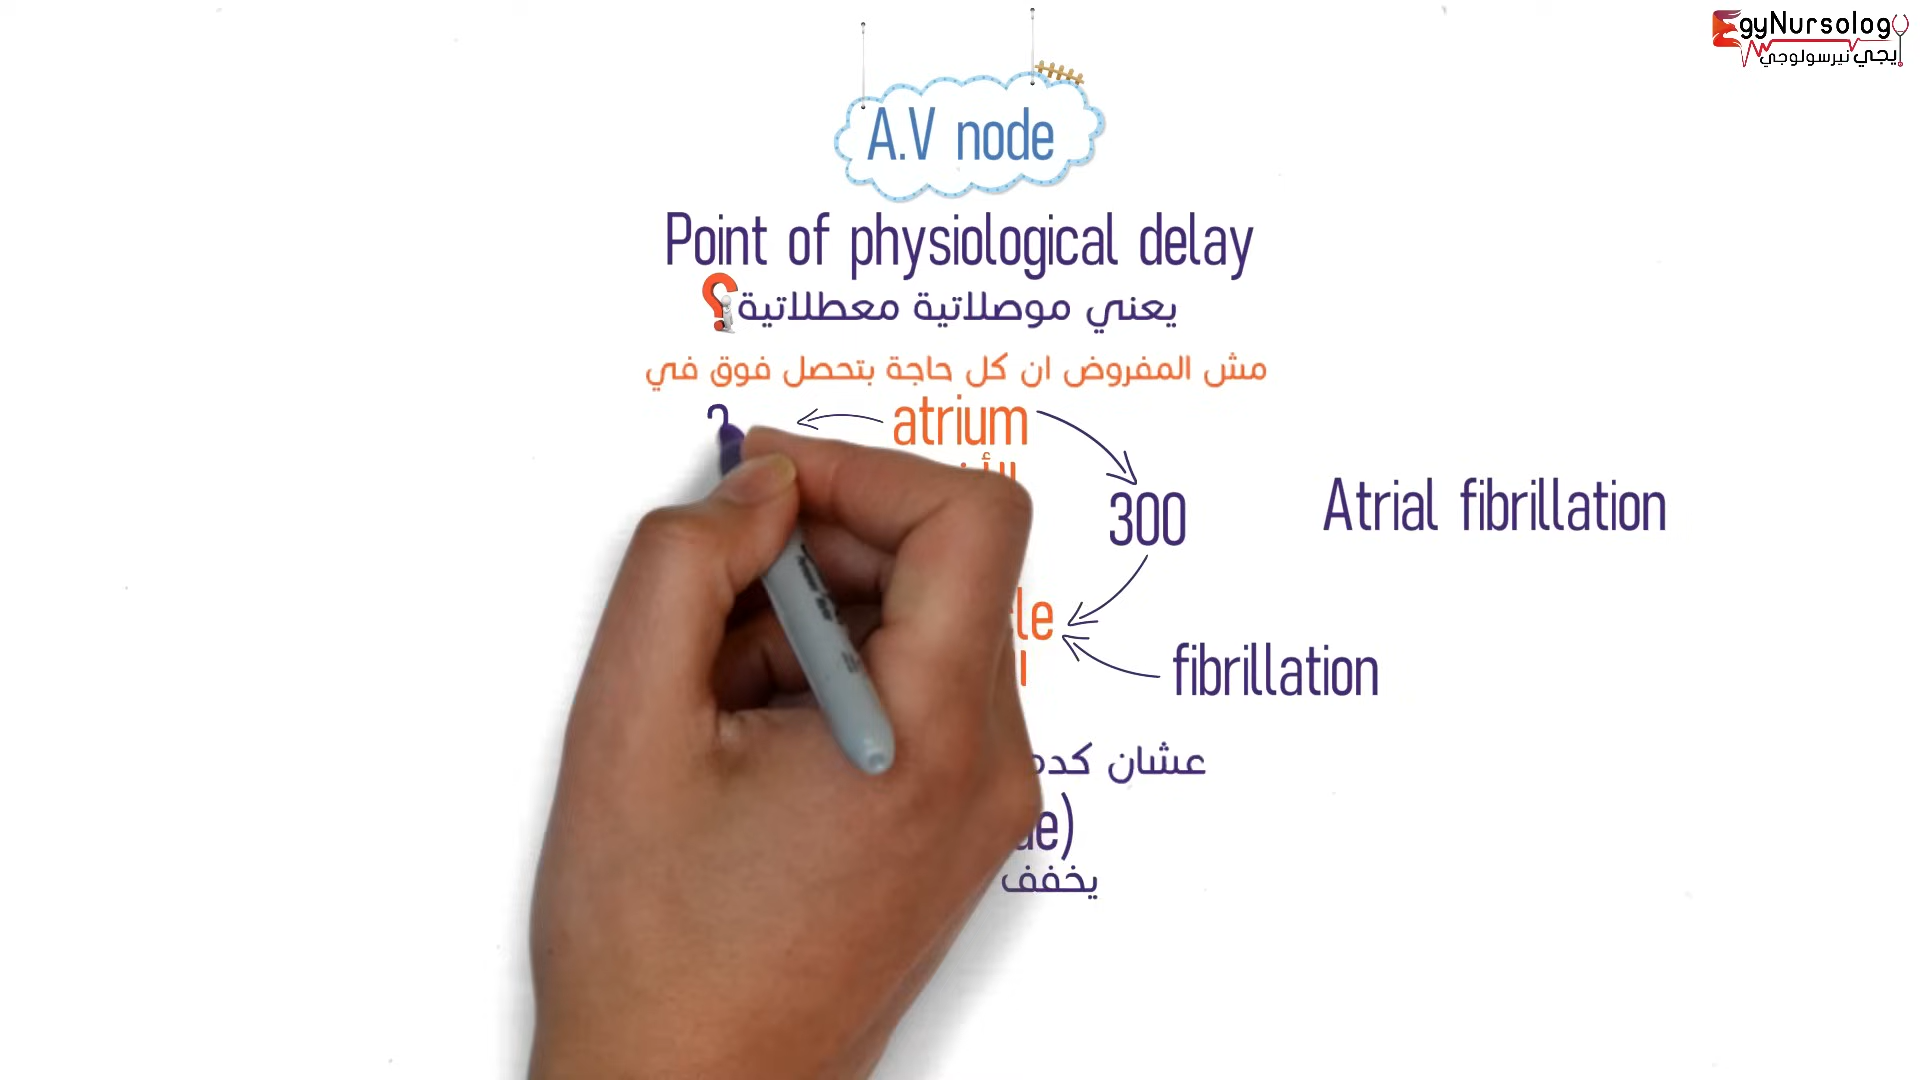 EgyNursology
إيجي نيرسولوجي
A.V node
Point of physiological delay
يعني موصلاتية معطلاتية؟
مش المفروض ان كل حاجة بتحصل فوق في
atrium
300
Atrial fibrillation
fibrillation
عشان كده
يخفف